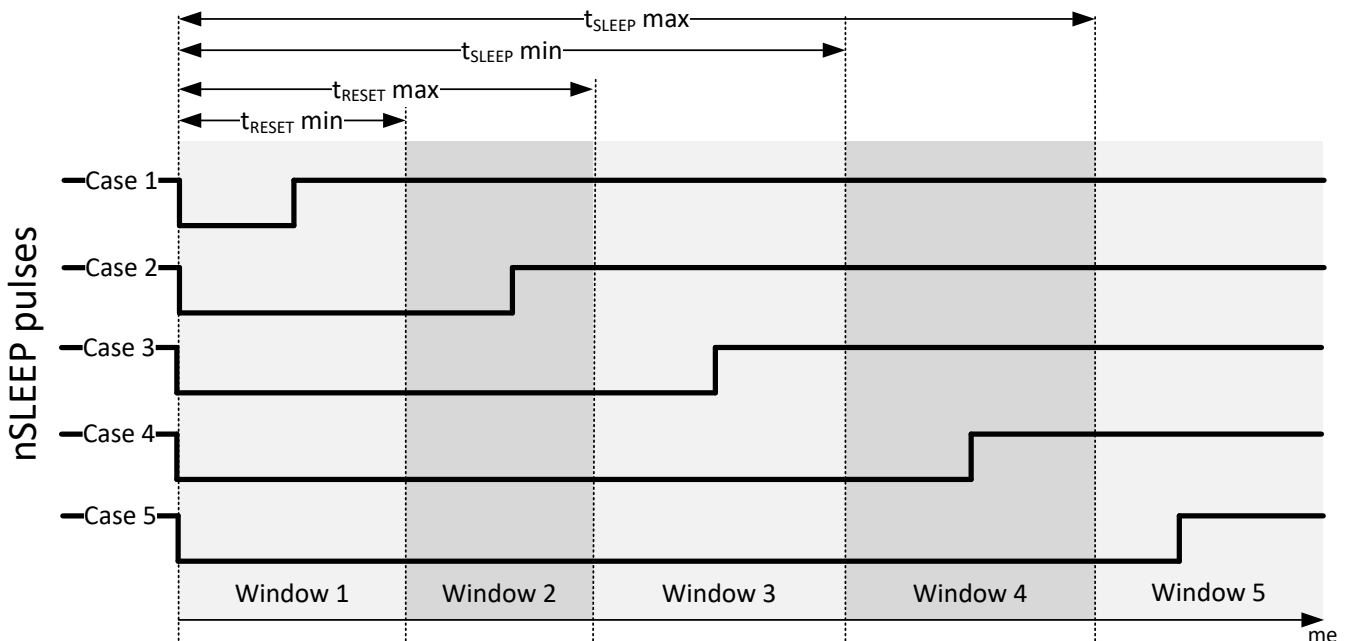 tSLEEP max
tSLEEP min
tRESET max
tRESET min
nSLEEP pulses
Case 1
Case 2
Case 3
Case 4
Case 5
Window 1 Window 2 Window 3 Window 4 Window 5
me